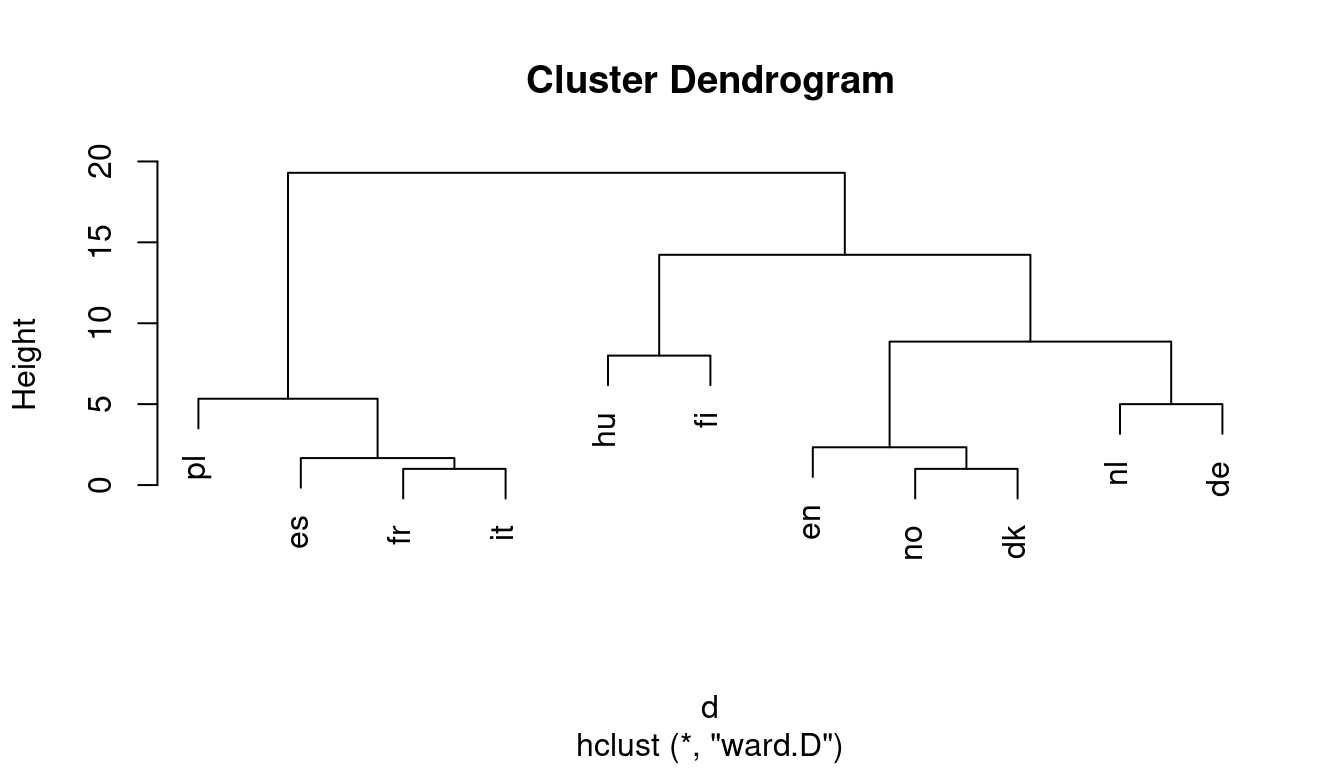 Cluster Dendrogram
Height
20
15
10
5
0
pl
es
fr
it
hu
fi
en
no
dk
nl
de
d
hclust (*, "ward.D")